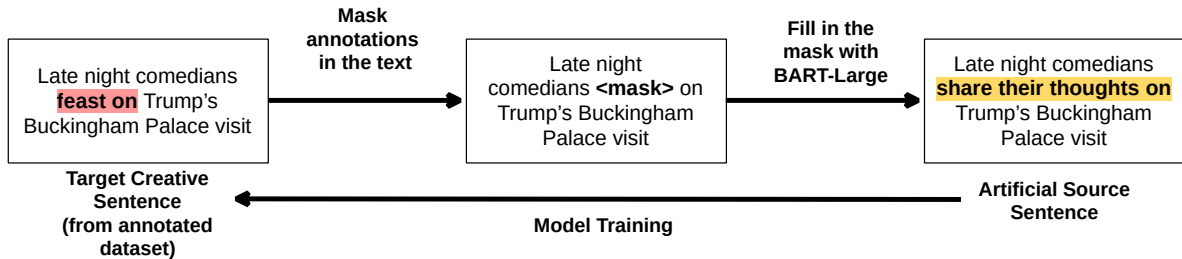 Mask
annotations
in the text
Fill in the
mask with
BART-Large
Late night comedians
feast on Trump's
Buckingham Palace visit
Late night
comedians <mask> on
Trump's Buckingham
Palace visit
Late night comedians
share their thoughts on
Trump's Buckingham
Palace visit
Target Creative
Sentence
(from annotated
dataset)
Model Training
Artificial Source
Sentence